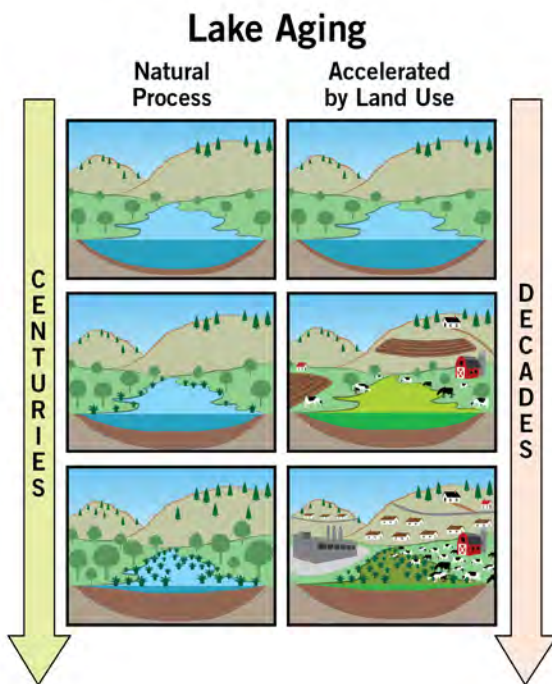 Lake Aging
Natural
Process
Accelerated
by Land Use
CENTURIES
DECADES